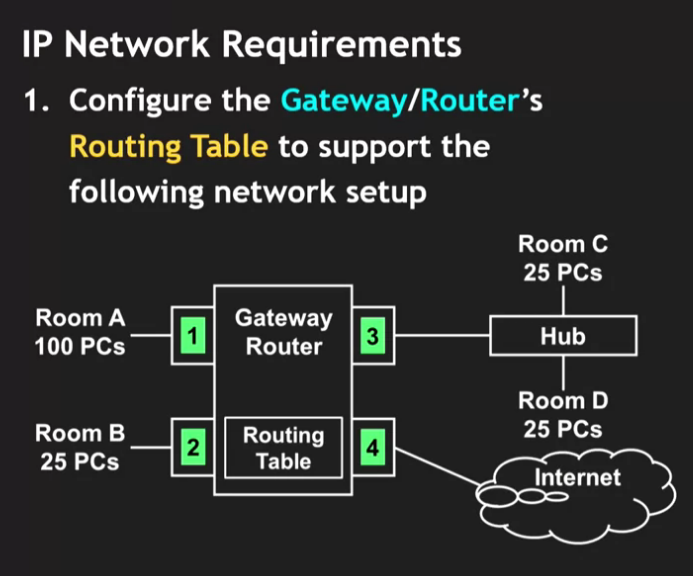 IP Network Requirements
1. Configure the Gateway/Router's
Routing Table to support the
following network setup
Room C
25 PCs
Room A
100 PCs
1
Gateway
Router
3
Hub
Room B
25 PCs
2
Routing
Table
4
Room D
25 PCs
Internet